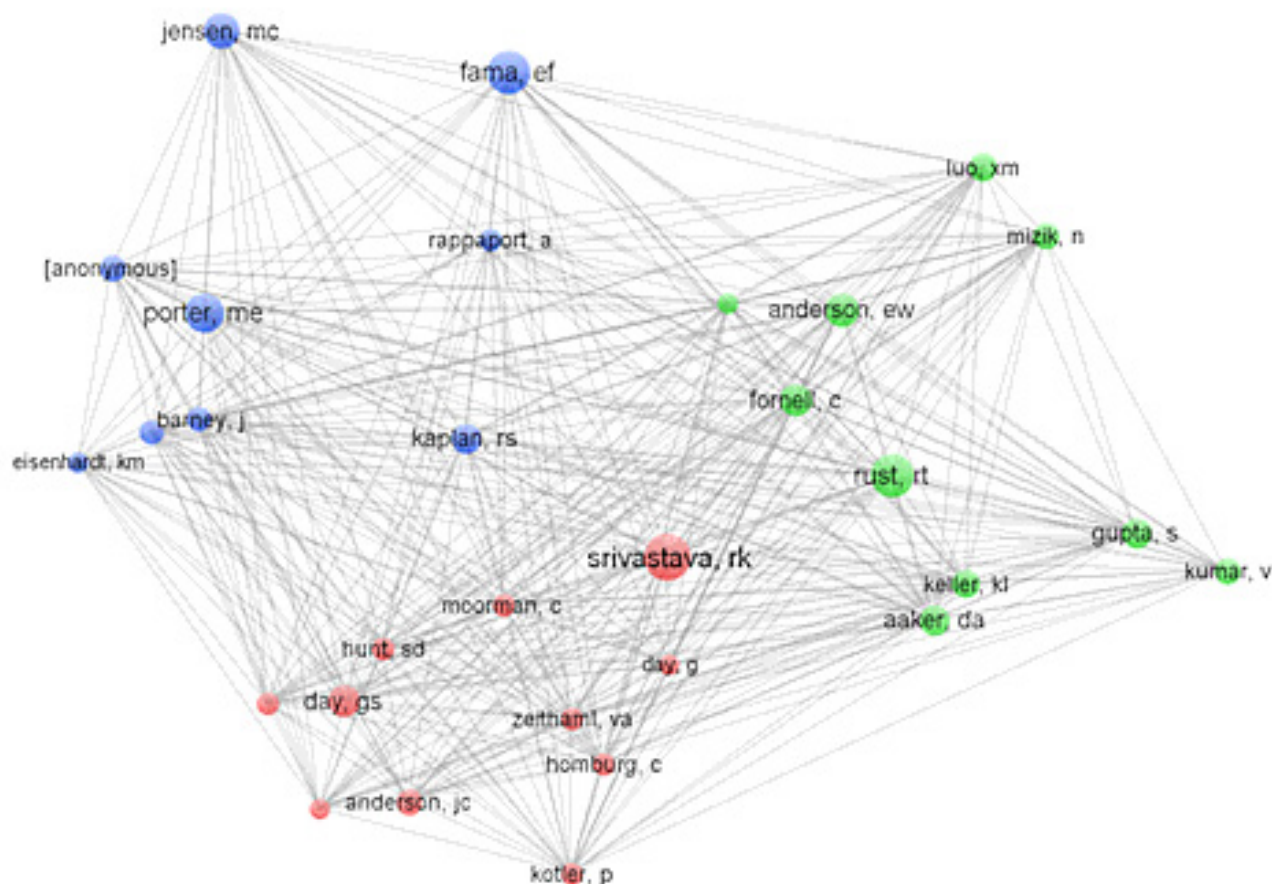 jensen, mc
fama, ef
luo, xm
mizik, n
rappaport, a
[anonymous]
porter, me
anderson, ew
fornell, c
barney, j
kaplan, rs
eisenhardt, km
rust, rt
gupta, s
srivastava, rk
kumar, v
keller, kl
moorman, c
aaker, da
hunt, sd
day, g
day, gs
zeithaml, va
homburg, c
anderson, jc
kotler, p